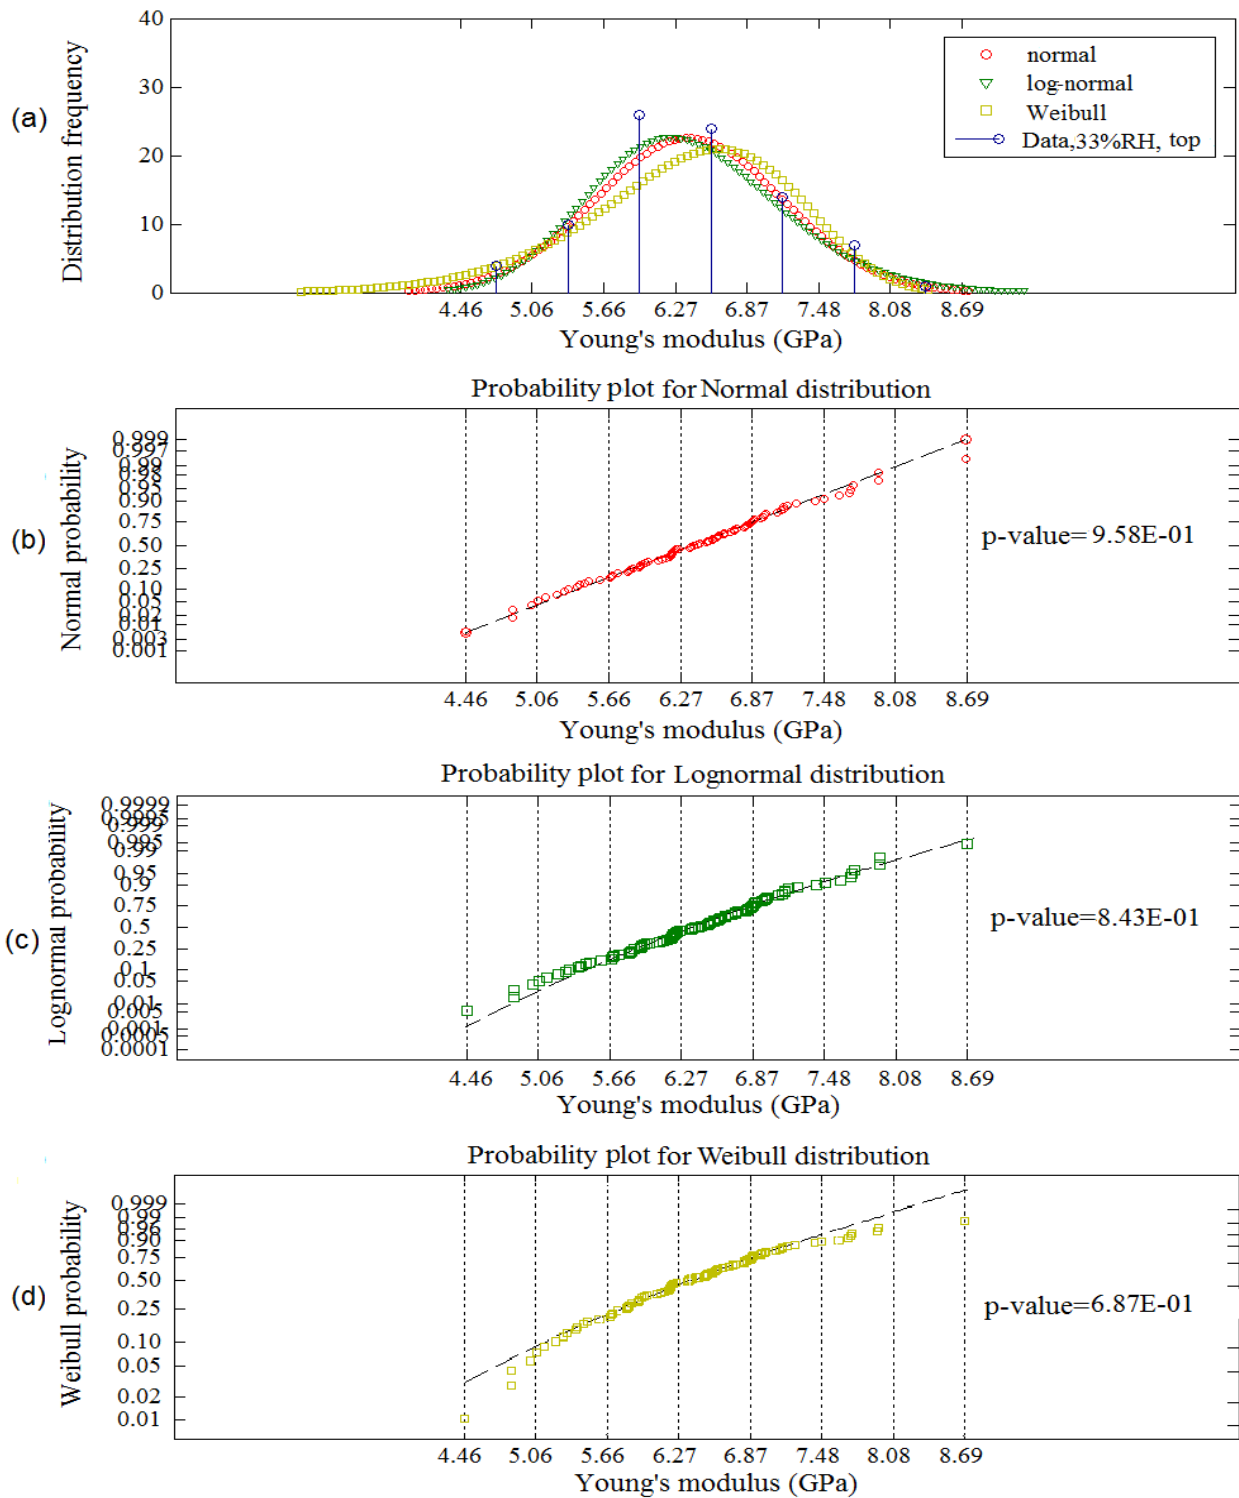 40
30
20
10
0
Distribution frequency
(a)
normal
log-normal
Weibull
Data,33%RH, top
4.46 5.06 5.66 6.27 6.87 7.48 8.08 8.69
Young's modulus (GPa)
Probability plot for Normal distribution
0.999
0.997
0.99
0.98
0.95
0.90
0.75
0.50
0.25
0.10
0.05
0.02
0.01
0.003
0.001
Normal probability
(b)
p-value= 9.58E-01
4.46 5.06 5.66 6.27 6.87 7.48 8.08 8.69
Young's modulus (GPa)
Probability plot for Lognormal distribution
0.9999
0.9995
0.999
0.995
0.99
0.95
0.9
0.75
0.5
0.25
0.1
0.05
0.01
0.005
0.001
0.0005
0.0001
Lognormal probability
(c)
p-value=8.43E-01
4.46 5.06 5.66 6.27 6.87 7.48 8.08 8.69
Young's modulus (GPa)
Probability plot for Weibull distribution
0.999
0.99
0.96
0.90
0.75
0.50
0.25
0.10
0.05
0.02
0.01
Weibull probability
(d)
p-value=6.87E-01
4.46 5.06 5.66 6.27 6.87 7.48 8.08 8.69
Young's modulus (GPa)